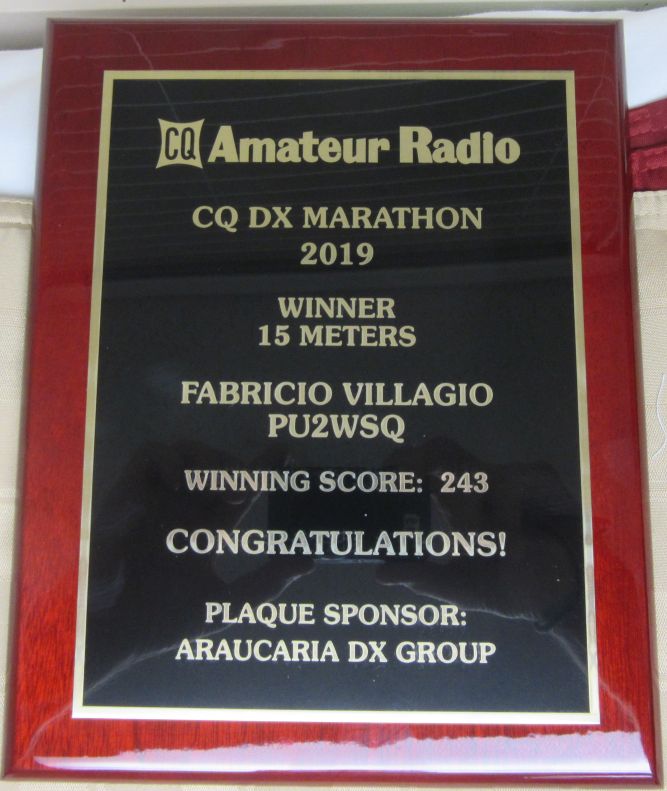 CQ Amateur Radio
CQ DX MARATHON
2019
WINNER
15 METERS
FABRICIO VILLAGIO
PU2WSQ
WINNING SCORE: 243
CONGRATULATIONS!
PLAQUE SPONSOR:
ARAUCARIA DX GROUP